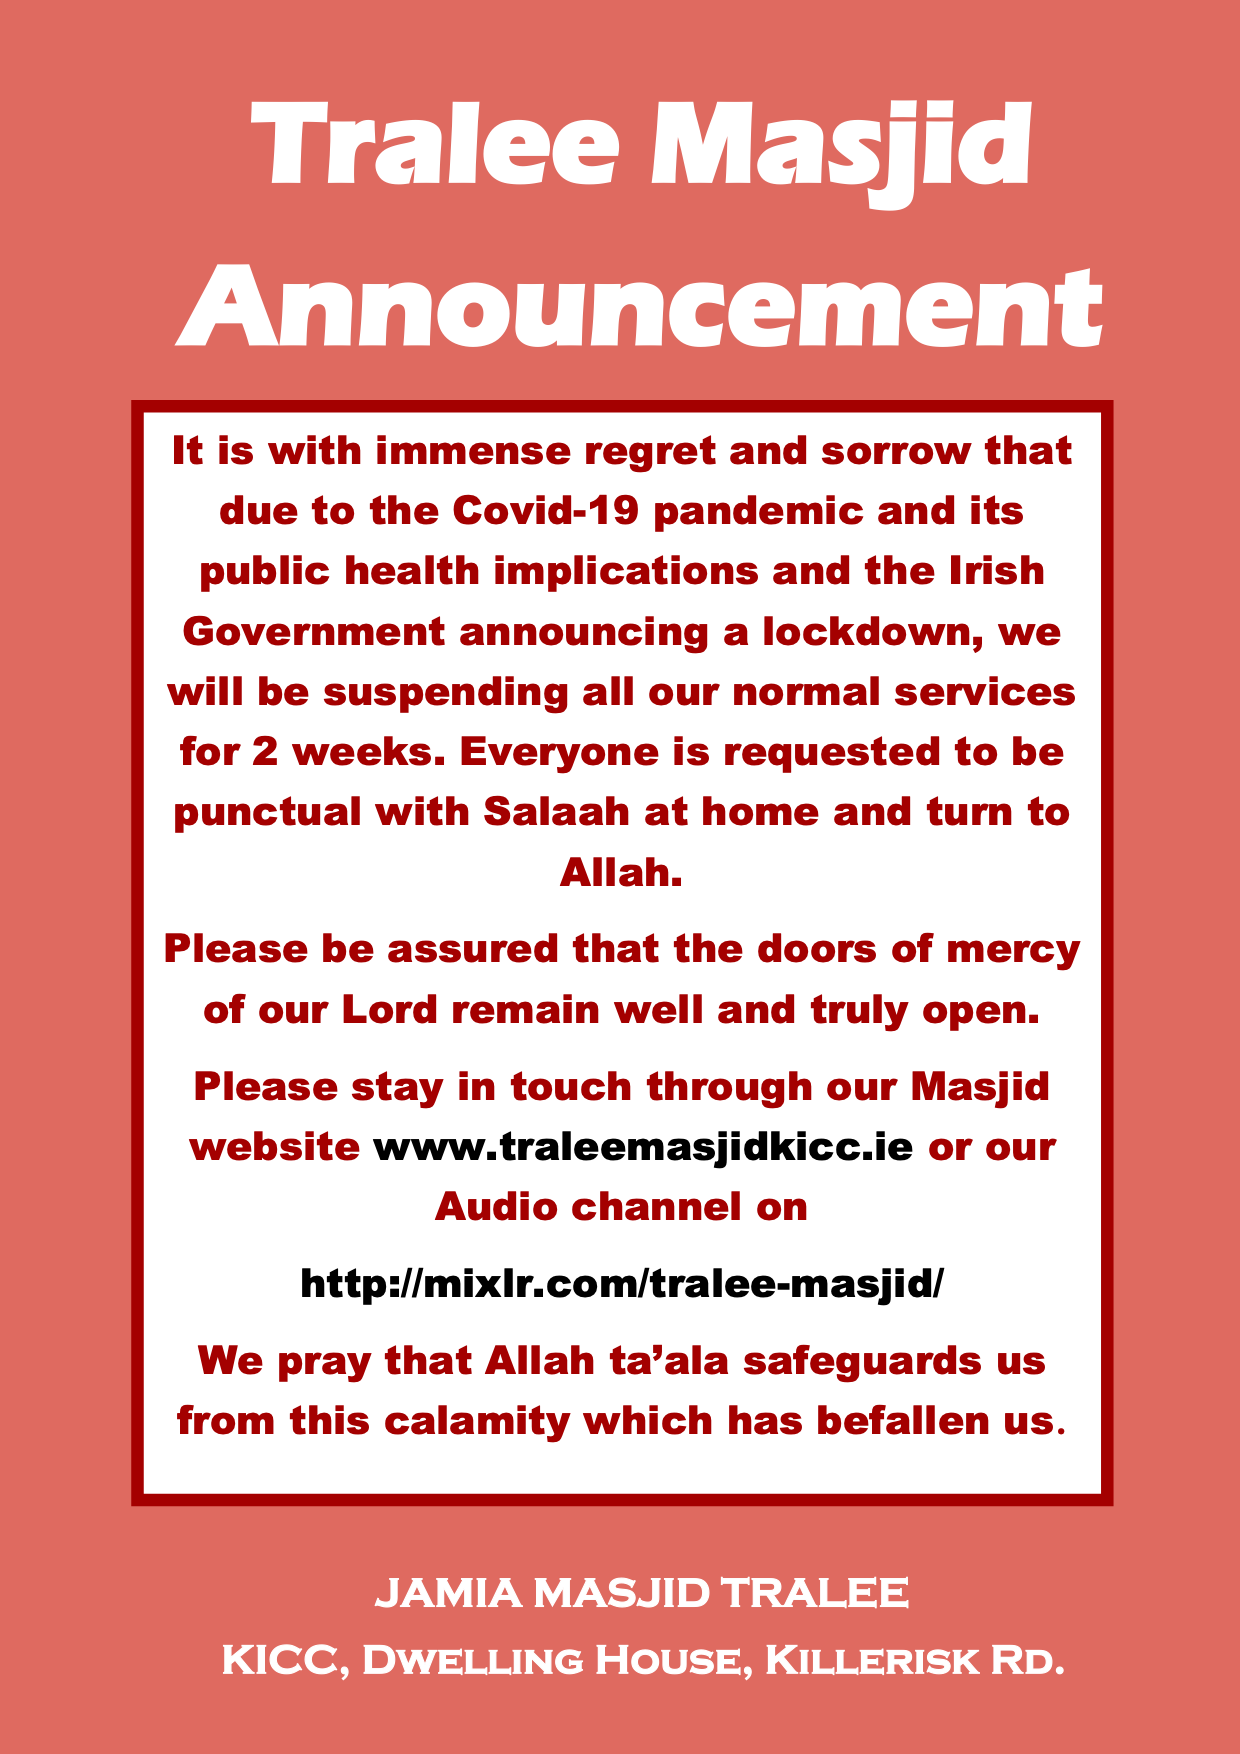 Tralee Masjid
Announcement
It is with immense regret and sorrow that
due to the Covid-19 pandemic and its
public health implications and the Irish
Government announcing a lockdown, we
will be suspending all our normal services
for 2 weeks. Everyone is requested to be
punctual with Salaah at home and turn to
Allah.
Please be assured that the doors of mercy
of our Lord remain well and truly open.
Please stay in touch through our Masjid
website www.traleemasjidkicc.ie or our
Audio channel on
http://mixlr.com/tralee-masjid/
We pray that Allah ta’ala safeguards us
from this calamity which has befallen us.
JAMIA MASJID TRALEE
KICC, Dwelling House, Killerisk Rd.